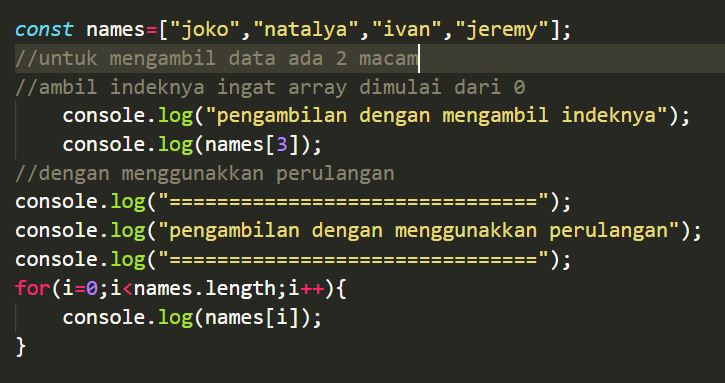 const names=["joko","natalya","ivan","jeremy"];
//untuk mengambil data ada 2 macam
//ambil indeknya ingat array dimulai dari 0
    console.log("pengambilan dengan mengambil indeknya");
    console.log(names[3]);
//dengan menggunakkan perulangan
console.log("===============================");
console.log("pengambilan dengan menggunakkan perulangan");
console.log("===============================");
for(i=0;i<names.length;i++){
    console.log(names[i]);
}